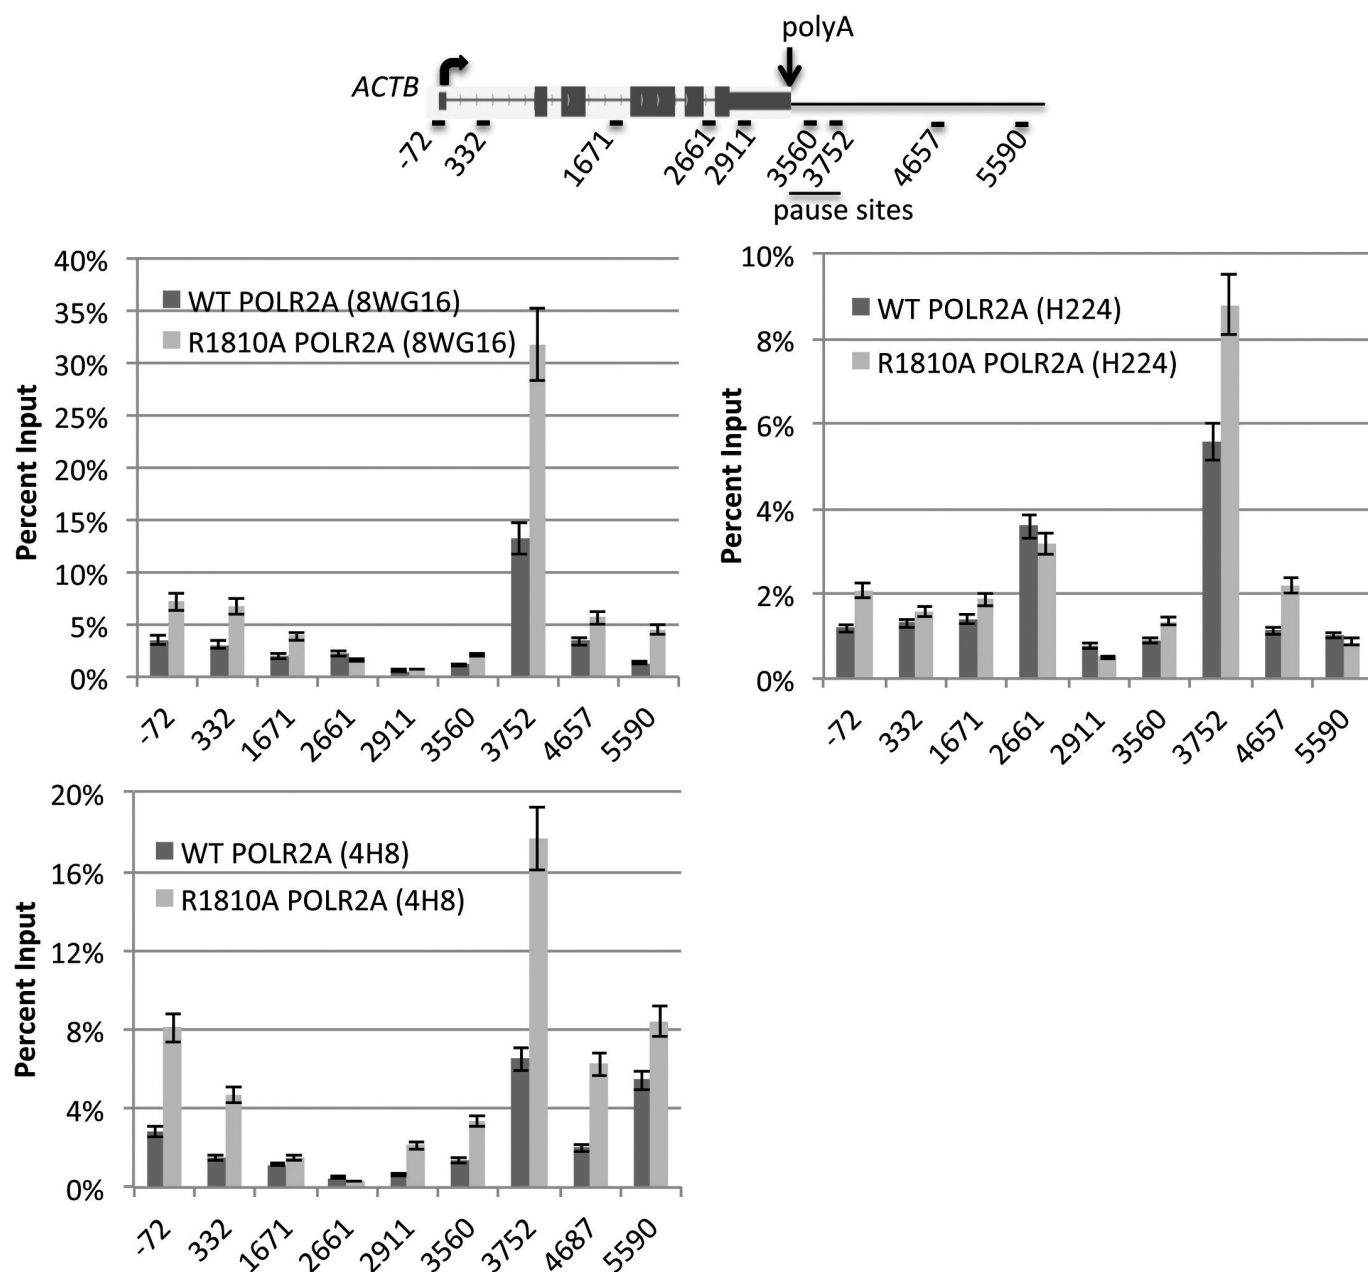 polyA
ACTB
-72 332 1671 2661 2911 3560 3752 4657 5590
pause sites
40%
35%
30%
25%
20%
15%
10%
5%
0%
Percent Input
WT POLR2A (8WG16)
R1810A POLR2A (8WG16)
-72 332 1671 2661 2911 3560 3752 4657 5590
10%
8%
6%
4%
2%
0%
Percent Input
WT POLR2A (H224)
R1810A POLR2A (H224)
-72 332 1671 2661 2911 3560 3752 4657 5590
20%
16%
12%
8%
4%
0%
Percent Input
WT POLR2A (4H8)
R1810A POLR2A (4H8)
-72 332 1671 2661 2911 3560 3752 4687 5590